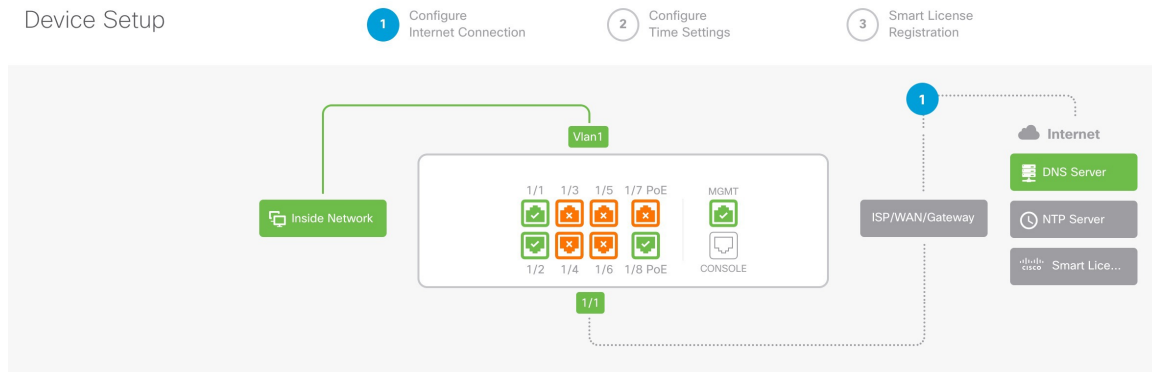 Device Setup
1
Configure
Internet Connection
2
Configure
Time Settings
3
Smart License
Registration
1
Internet
Vlan1
DNS Server
1/1 1/3 1/5 1/7 PoE MGMT
Inside Network
ISP/WAN/Gateway
NTP Server
1/2 1/4 1/6 1/8 PoE CONSOLE
CISCO Smart Lice...
1/1